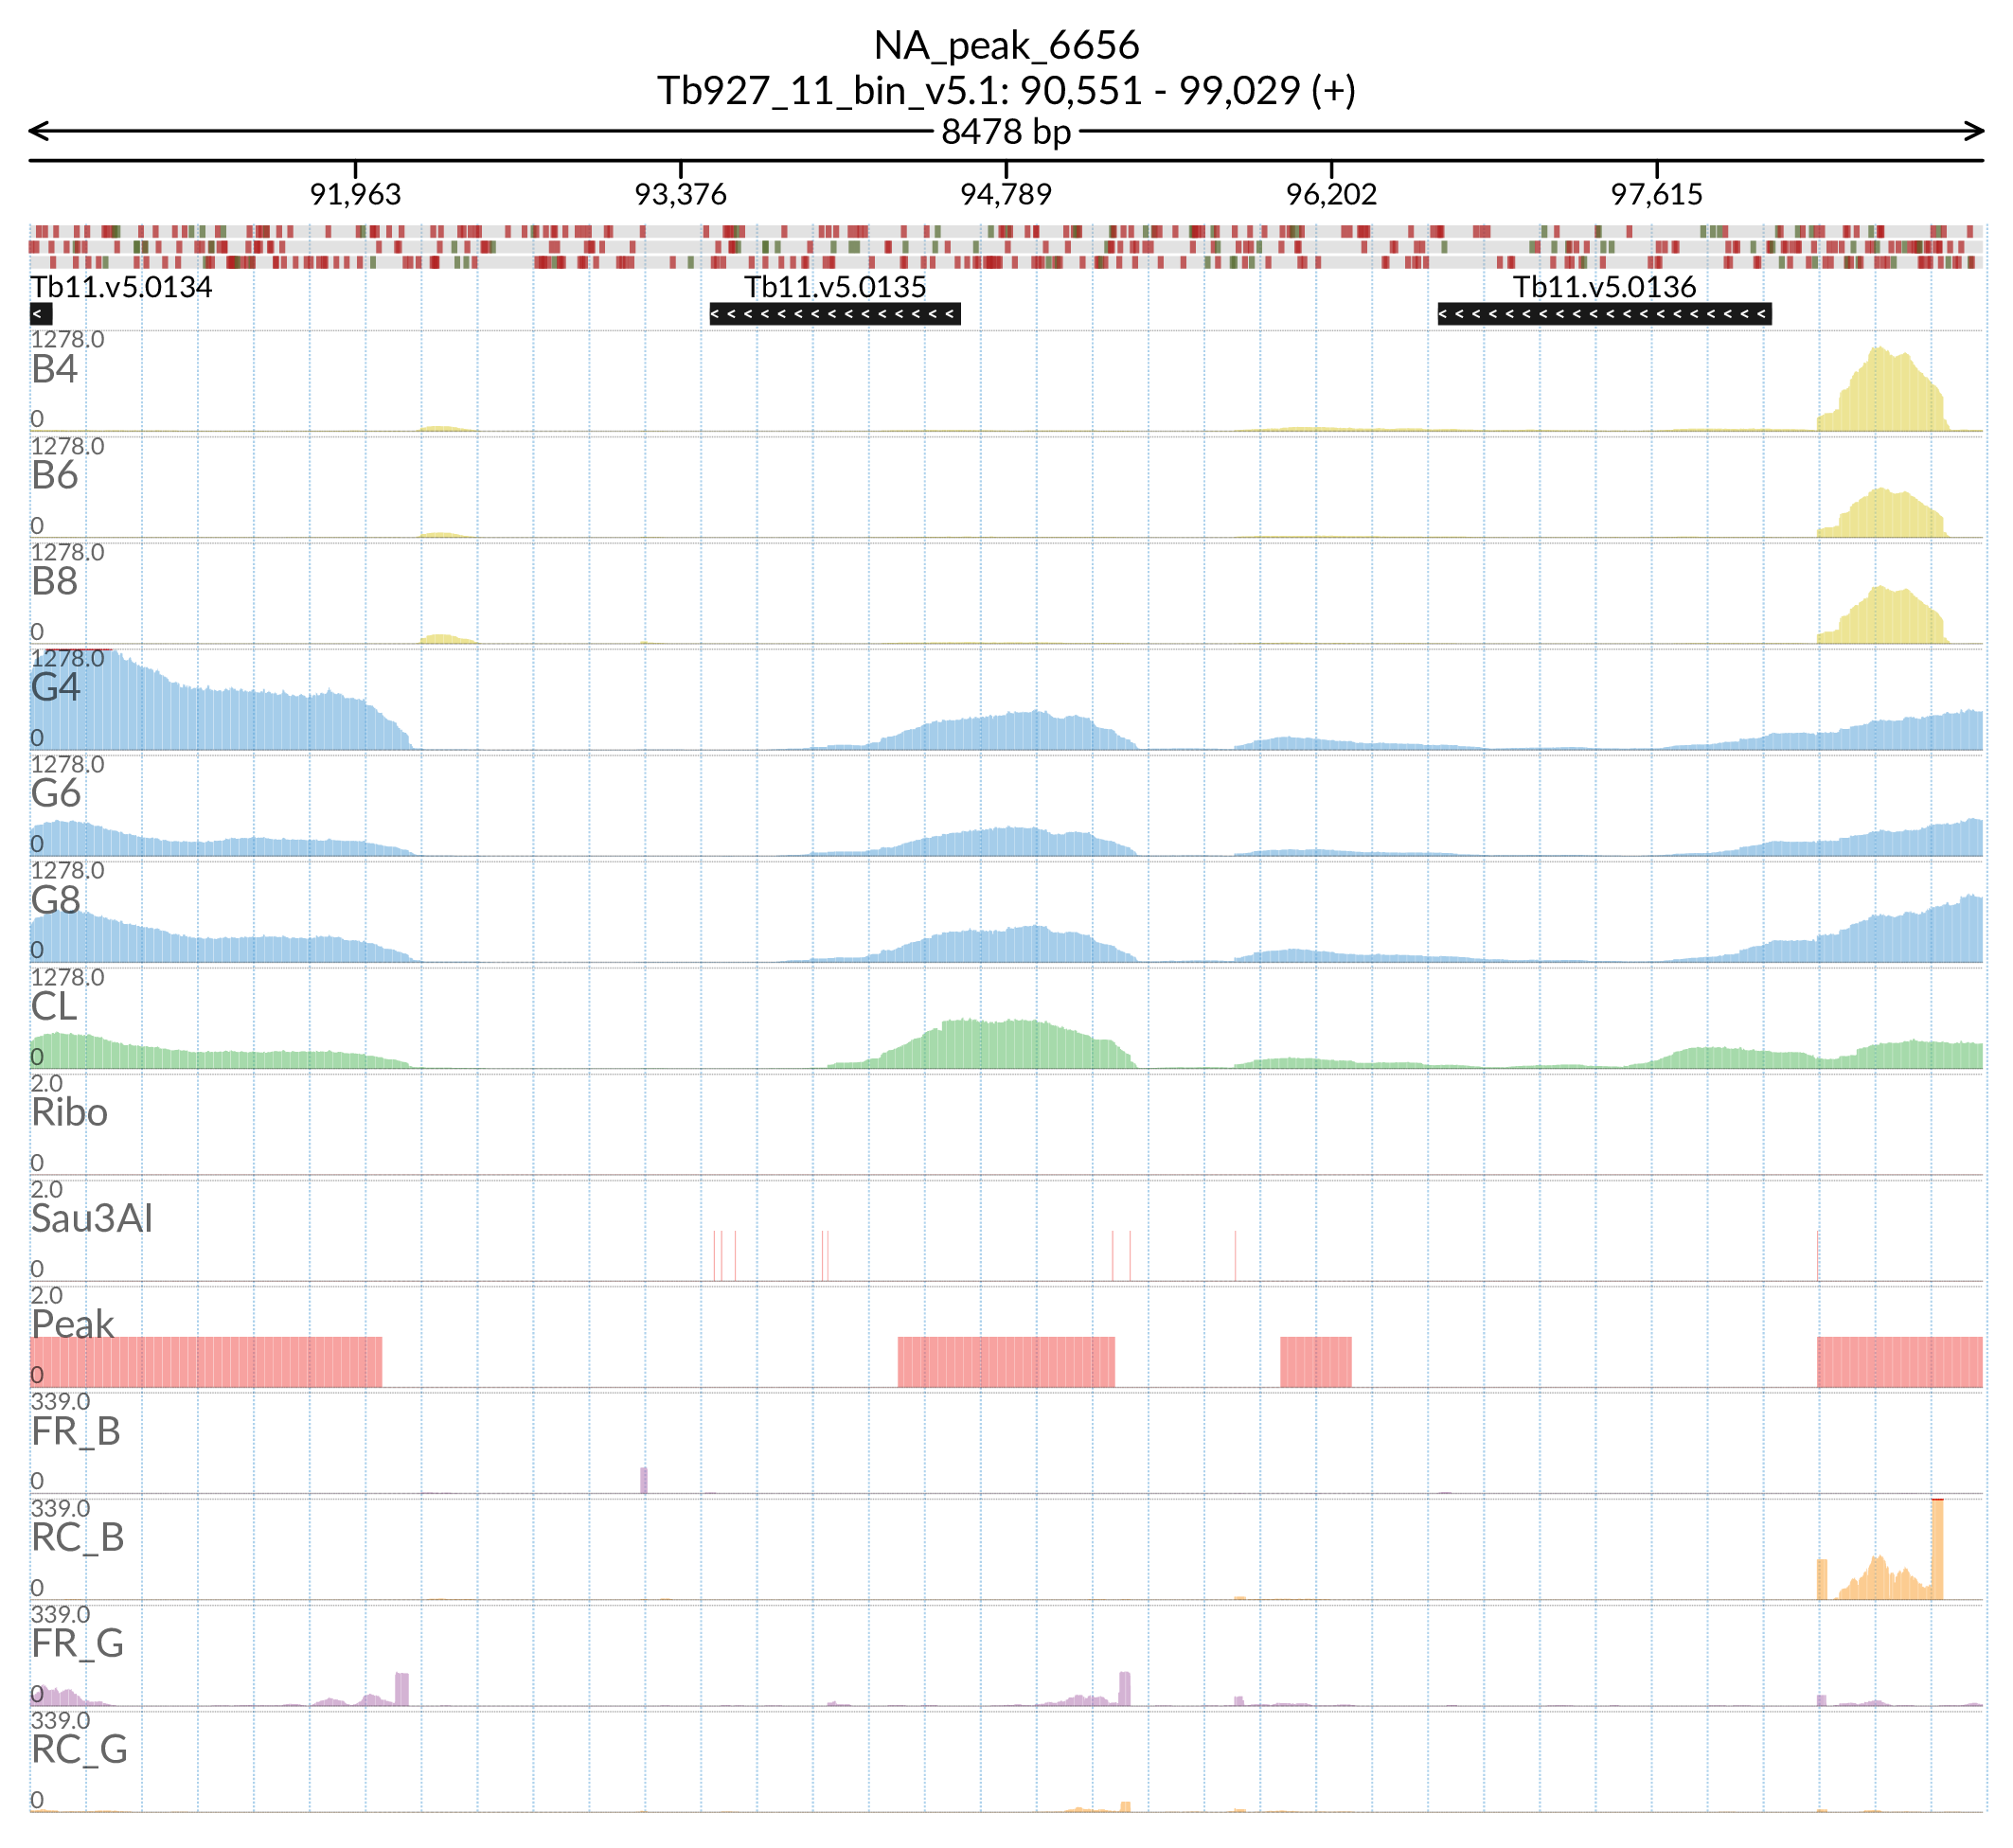 NA_peak_6656
Tb927_11_bin_v5.1: 90,551 - 99,029 (+)
8478 bp
91,963 93,376 94,789 96,202 97,615
Tb11.v5.0134 Tb11.v5.0135 Tb11.v5.0136
1278.0
B4
0
1278.0
B6
0
1278.0
B8
0
1278.0
G4
0
1278.0
G6
0
1278.0
G8
0
1278.0
CL
0
2.0
Ribo
0
2.0
Sau3AI
0
2.0
Peak
0
339.0
FR_B
0
339.0
RC_B
0
339.0
FR_G
0
339.0
RC_G
0